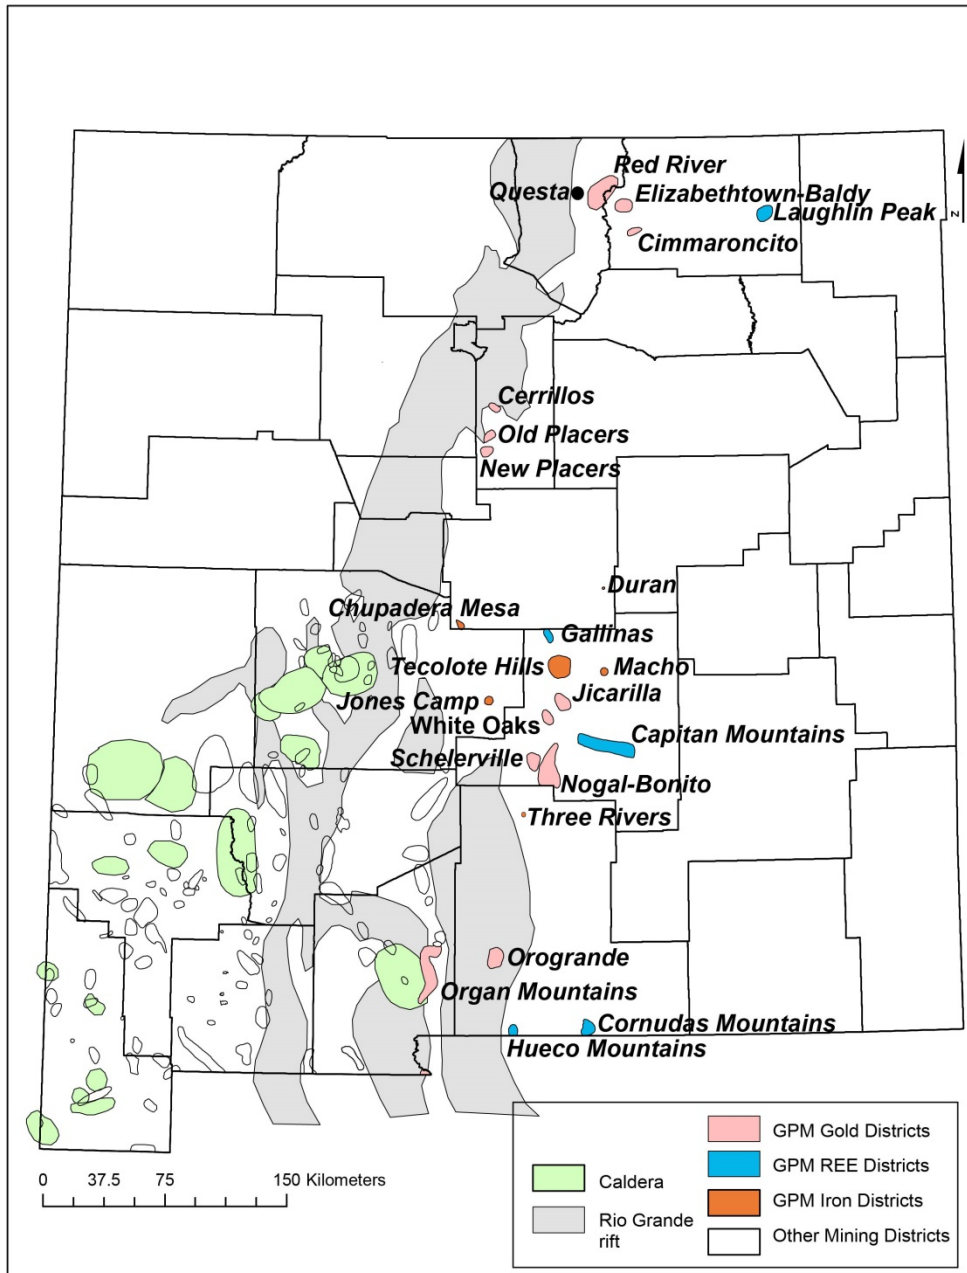 Red River
Questa
Elizabethtown-Baldy
Laughlin Peak
z
Cimmaroncito
Cerrillos
Old Placers
New Placers
Duran
Chupadera Mesa
Gallinas
Tecolote Hills
Macho
Jicarilla
Jones Camp
White Oaks
Capitan Mountains
Schelerville
Nogal-Bonito
Three Rivers
Orogrande
Organ Mountains
Cornudas Mountains
Hueco Mountains
0 37.5 75 150 Kilometers
Caldera
Rio Grande
rift
GPM Gold Districts
GPM REE Districts
GPM Iron Districts
Other Mining Districts